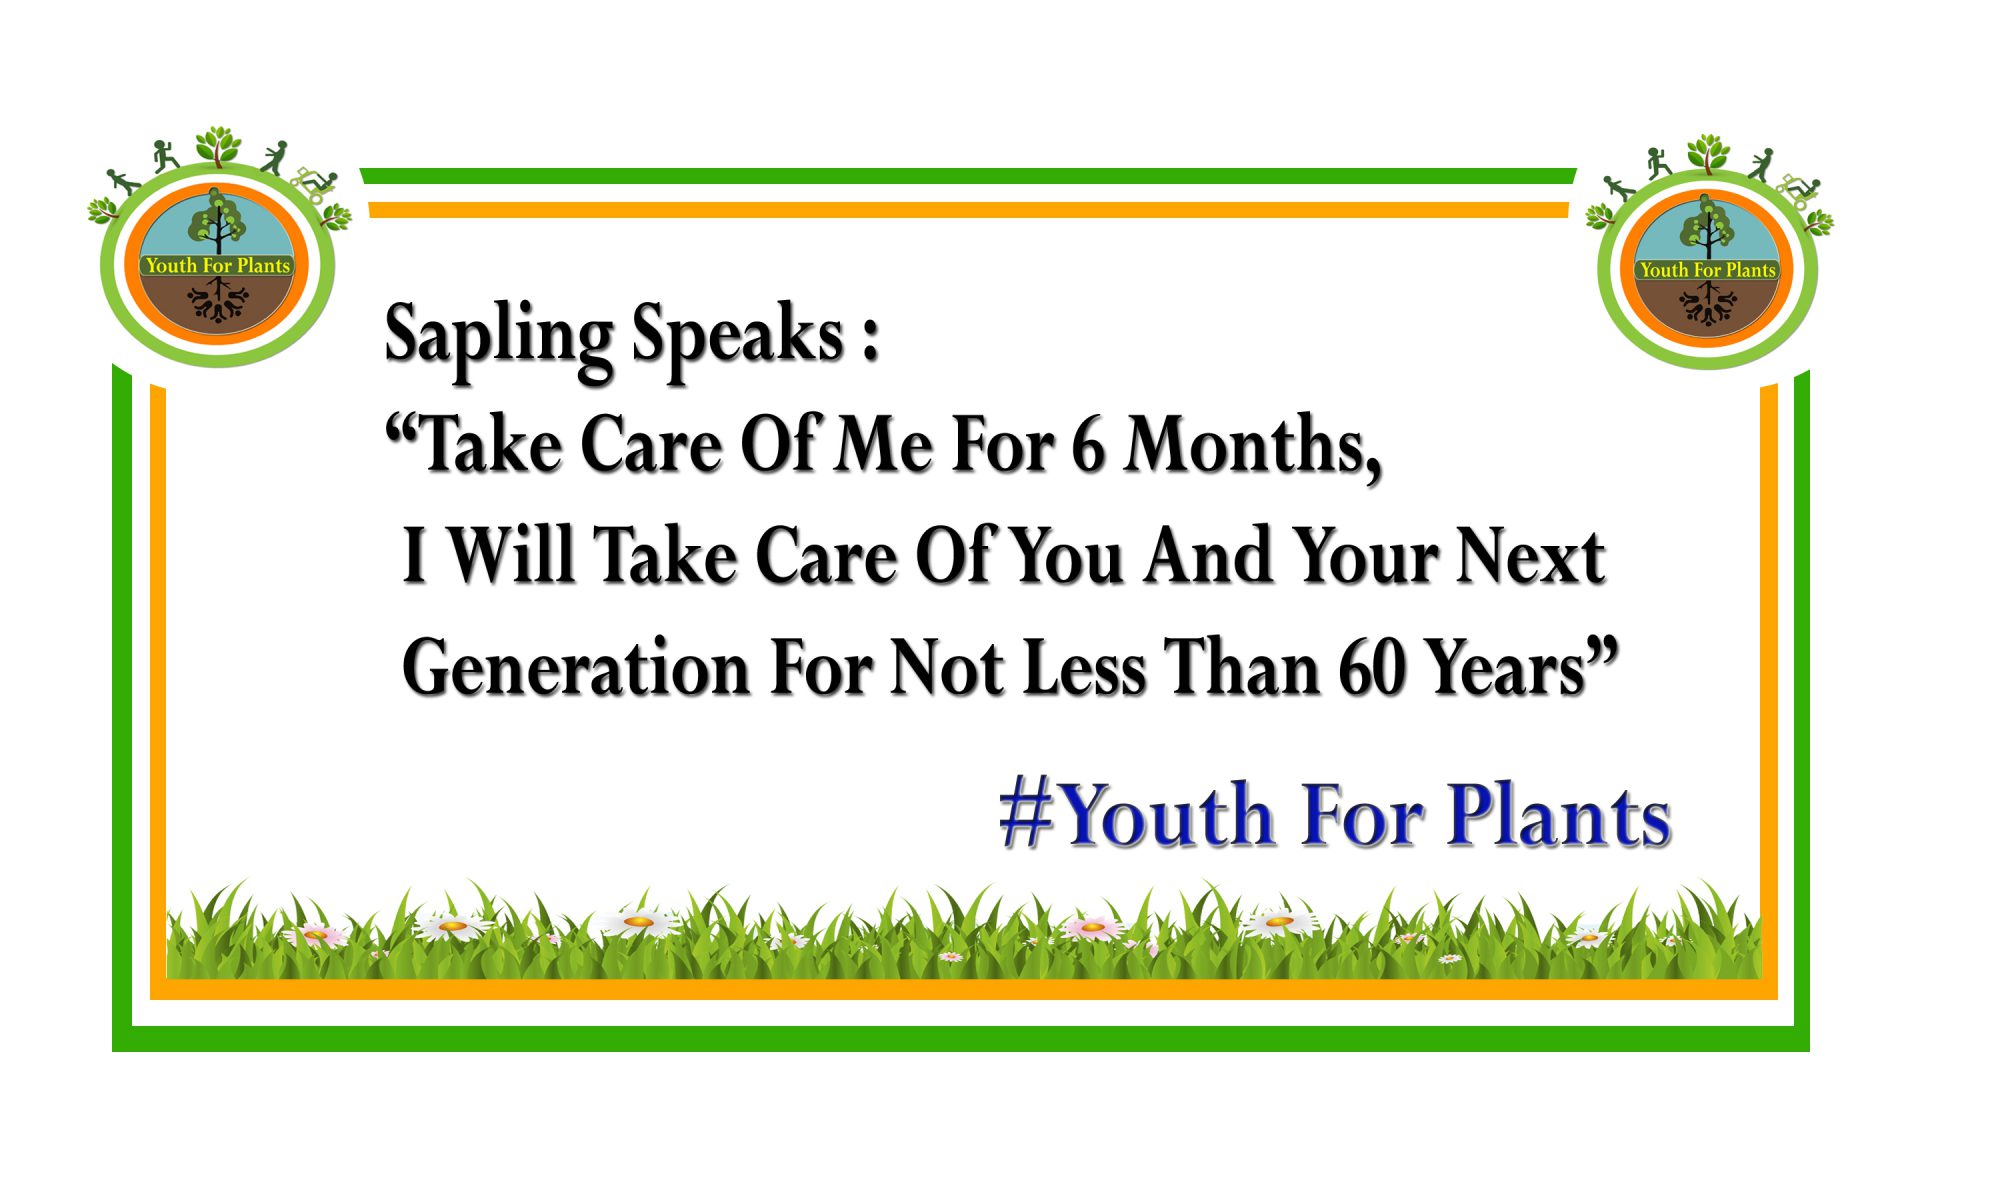 Youth For Plants
Youth For Plants
Sapling Speaks :
“Take Care Of Me For 6 Months,
I Will Take Care Of You And Your Next
Generation For Not Less Than 60 Years”
#Youth For Plants